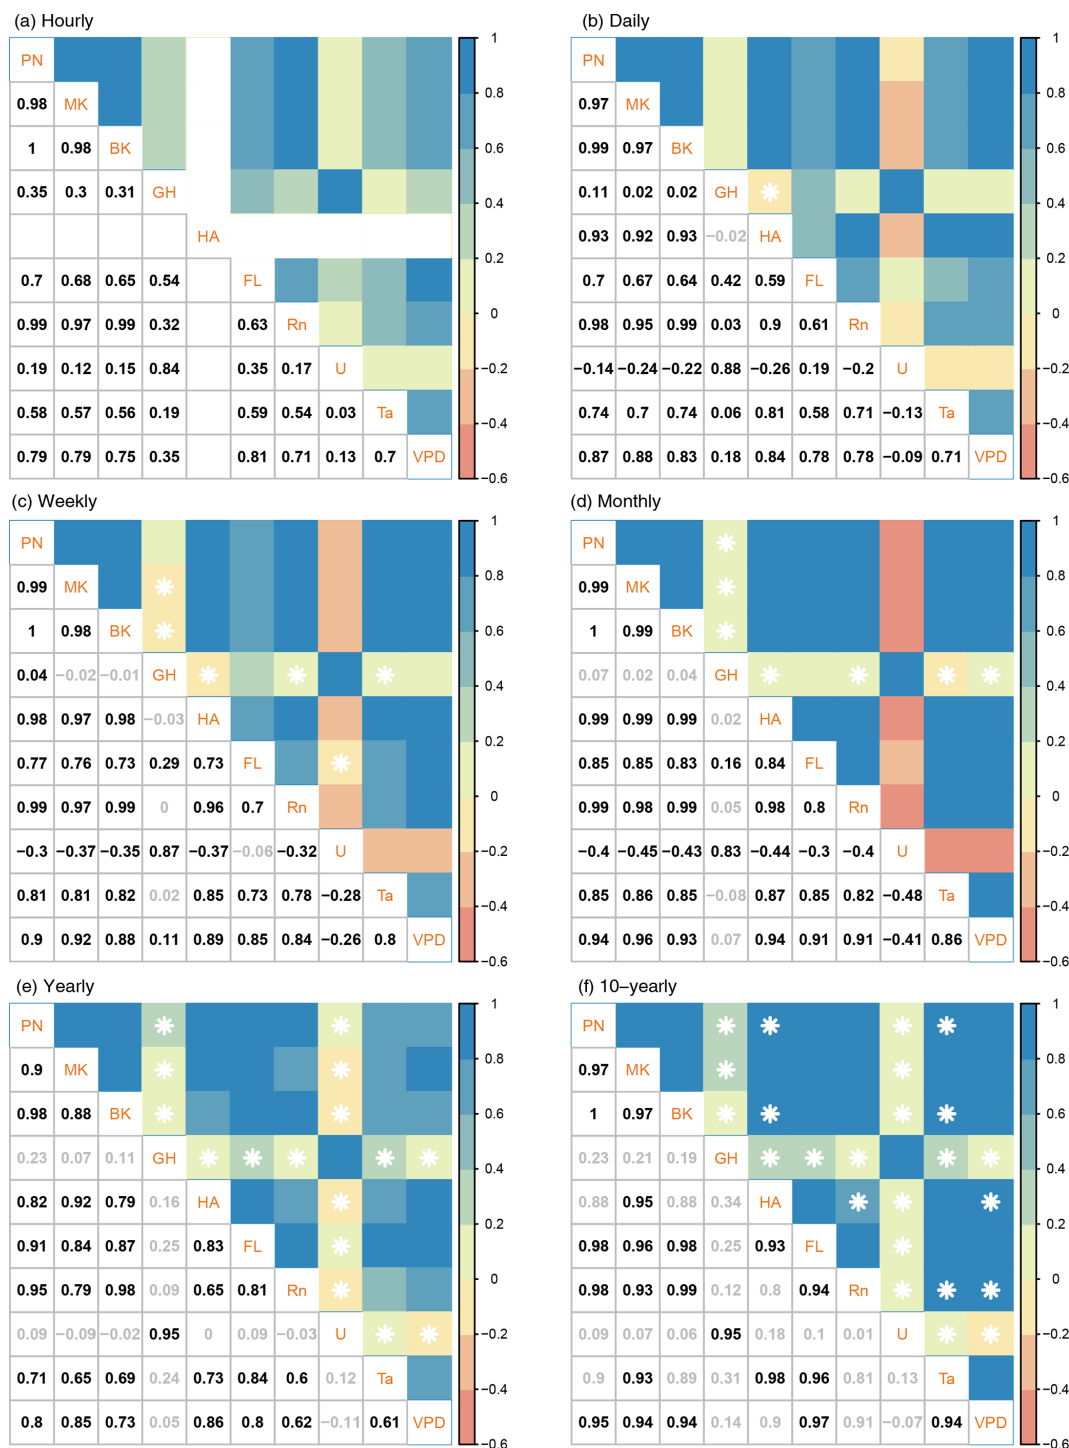 (a) Hourly
(b) Daily
PN 1
0.98 MK 0.8
1 0.98 BK 0.6
0.35 0.3 0.31 GH 0.4
HA 0.2
0.7 0.68 0.65 0.54 FL 0
0.99 0.97 0.99 0.32 0.63 Rn
0.19 0.12 0.15 0.84 0.35 0.17 U −0.2
0.58 0.57 0.56 0.19 0.59 0.54 0.03 Ta −0.4
0.79 0.79 0.75 0.35 0.81 0.71 0.13 0.7 VPD −0.6
PN 1
0.97 MK 0.8
0.99 0.97 BK 0.6
0.11 0.02 0.02 GH 0.4
0.93 0.92 0.93 −0.02 HA 0.2
0.7 0.67 0.64 0.42 0.59 FL 0
0.98 0.95 0.99 0.03 0.9 0.61 Rn
−0.14 −0.24 −0.22 0.88 −0.26 0.19 −0.2 U −0.2
0.74 0.7 0.74 0.06 0.81 0.58 0.71 −0.13 Ta −0.4
0.87 0.88 0.83 0.18 0.84 0.78 0.78 −0.09 0.71 VPD −0.6
(c) Weekly
(d) Monthly
PN 1
0.99 MK 0.8
1 0.98 BK 0.6
0.04 −0.02 −0.01 GH 0.4
0.98 0.97 0.98 −0.03 HA 0.2
0.77 0.76 0.73 0.29 0.73 FL 0
0.99 0.97 0.99 0 0.96 0.7 Rn
−0.3 −0.37 −0.35 0.87 −0.37 −0.06 −0.32 U −0.2
0.81 0.81 0.82 0.02 0.85 0.73 0.78 −0.28 Ta −0.4
0.9 0.92 0.88 0.11 0.89 0.85 0.84 −0.26 0.8 VPD −0.6
PN 1
0.99 MK 0.8
1 0.99 BK 0.6
0.07 0.02 0.04 GH 0.4
0.99 0.99 0.99 0.02 HA 0.2
0.85 0.85 0.83 0.16 0.84 FL 0
0.99 0.98 0.99 0.05 0.98 0.8 Rn
−0.4 −0.45 −0.43 0.83 −0.44 −0.3 −0.4 U −0.2
0.85 0.86 0.85 −0.08 0.87 0.85 0.82 −0.48 Ta −0.4
0.94 0.96 0.93 0.07 0.94 0.91 0.91 −0.41 0.86 VPD −0.6
(e) Yearly
(f) 10−yearly
PN 1
0.9 MK 0.8
0.98 0.88 BK 0.6
0.23 0.07 0.11 GH 0.4
0.82 0.92 0.79 0.16 HA 0.2
0.91 0.84 0.87 0.25 0.83 FL 0
0.95 0.79 0.98 0.09 0.65 0.81 Rn
0.09 −0.09 −0.02 0.95 0 0.09 −0.03 U −0.2
0.71 0.65 0.69 0.24 0.73 0.84 0.6 0.12 Ta −0.4
0.8 0.85 0.73 0.05 0.86 0.8 0.62 −0.11 0.61 VPD −0.6
PN 1
0.97 MK 0.8
1 0.97 BK 0.6
0.23 0.21 0.19 GH 0.4
0.88 0.95 0.88 0.34 HA 0.2
0.98 0.96 0.98 0.25 0.93 FL 0
0.98 0.93 0.99 0.12 0.8 0.94 Rn
0.09 0.07 0.06 0.95 0.18 0.1 0.01 U −0.2
0.9 0.93 0.89 0.31 0.98 0.96 0.81 0.13 Ta −0.4
0.95 0.94 0.94 0.14 0.9 0.97 0.91 −0.07 0.94 VPD −0.6